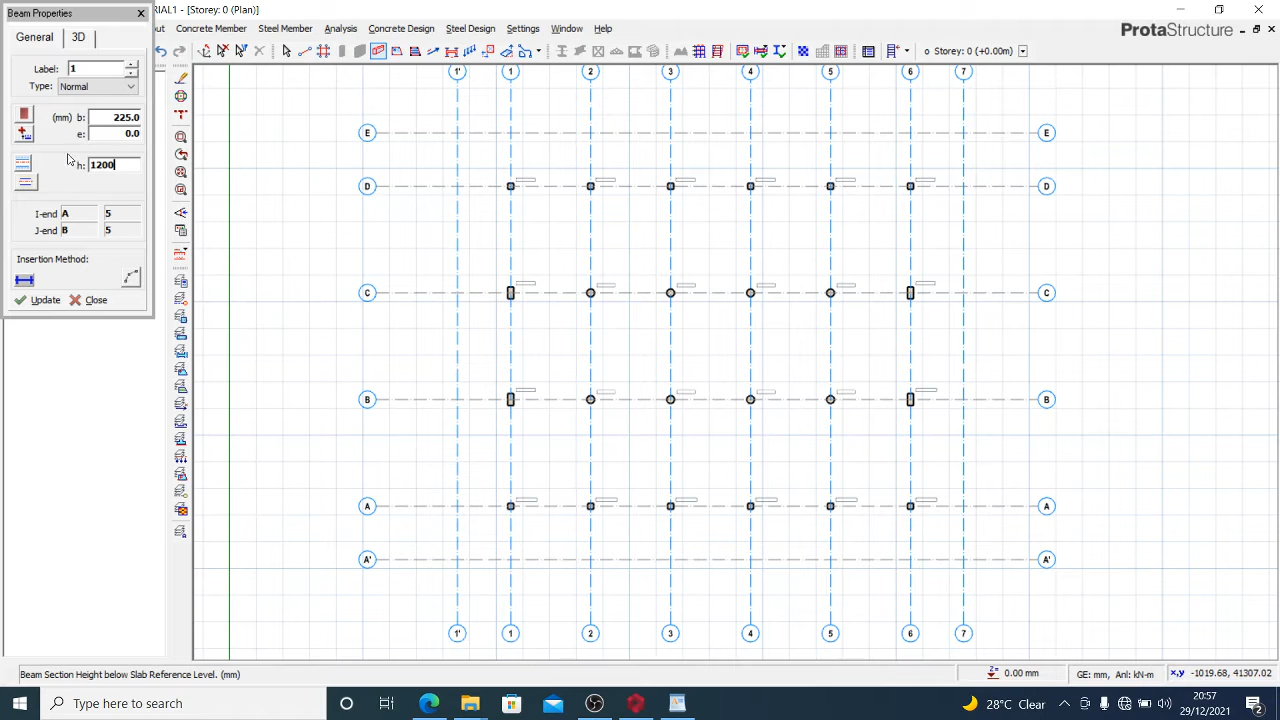 Beam Properties
RIAL1 - [Storey: 0 (Plan)]
out Concrete Member Steel Member Analysis Concrete Design Steel Design Settings Window Help
ProtaStructure
General 3D
Storey: 0 (+0.00m)
Label: 1
Type: Normal
(mm) b: 225.0
e: 0.0
h: 1200
I-end A 5
J-end B 5
Insertion Method:
Update Close
1' 1 2 3 4 5 6 7
E E
D D
C C
B B
A A
A' A'
1' 1 2 3 4 5 6 7
Beam Section Height below Slab Reference Level. (mm)
Z= 0.00 mm
GE: mm, Anl: kN-m
x,y -1019.68, 41307.02
Type here to search
28°C Clear
20:57
29/12/2021